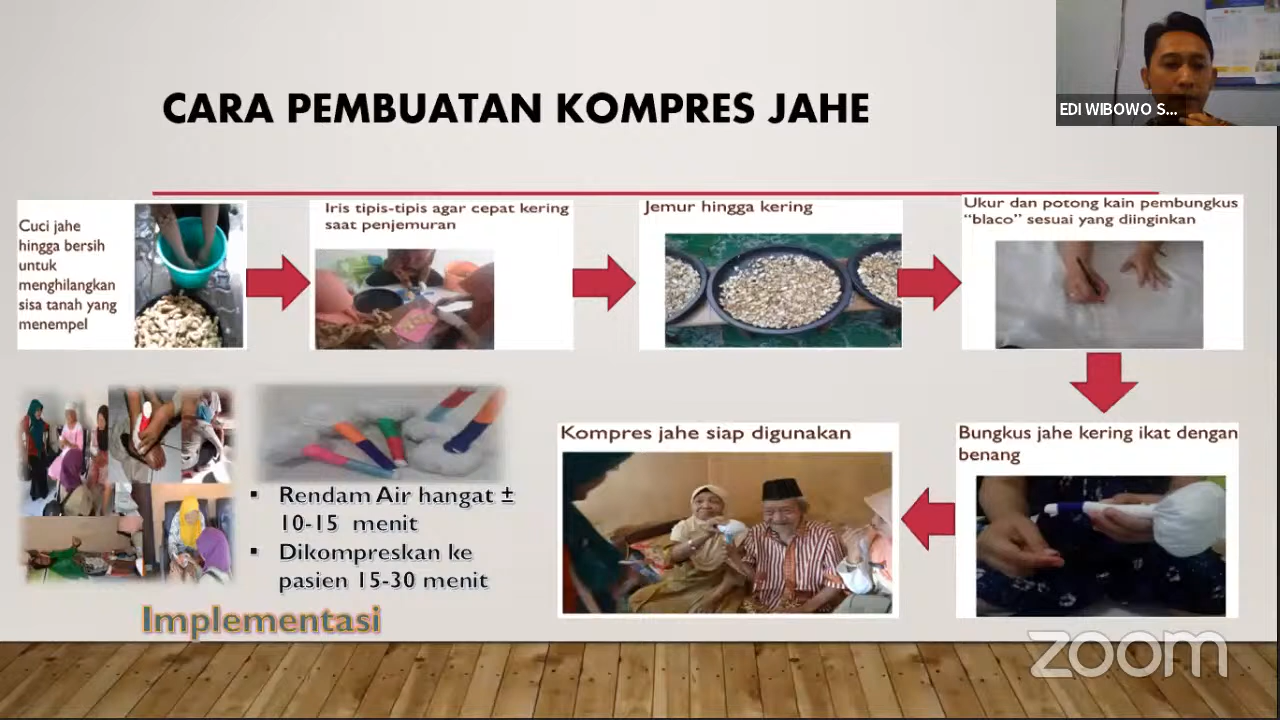 CARA PEMBUATAN KOMPRES JAHE
EDI WIBOWO S...
Cuci jahe
hingga bersih
untuk
menghilangkan
sisa tanah yang
menempel
Iris tipis-tipis agar cepat kering
saat penjemuran
Jemur hingga kering
Ukur dan potong kain pembungkus
“blaco” sesuai yang diinginkan
Bungkus jahe kering ikat dengan
benang
Kompres jahe siap digunakan
▪ Rendam Air hangat ±
10-15 menit
▪ Dikompreskan ke
pasien 15-30 menit
Implementasi
zoom